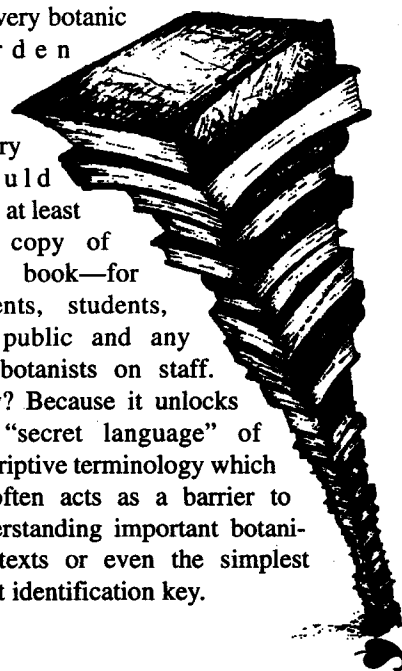 very botanic
r d e n
ry
u l d
at least
copy of
book—for
ents, students,
public and any
botanists on staff.
? Because it unlocks
“secret language” of
riptive terminology which
often acts as a barrier to
erstanding important botani-
texts or even the simplest
t identification key.